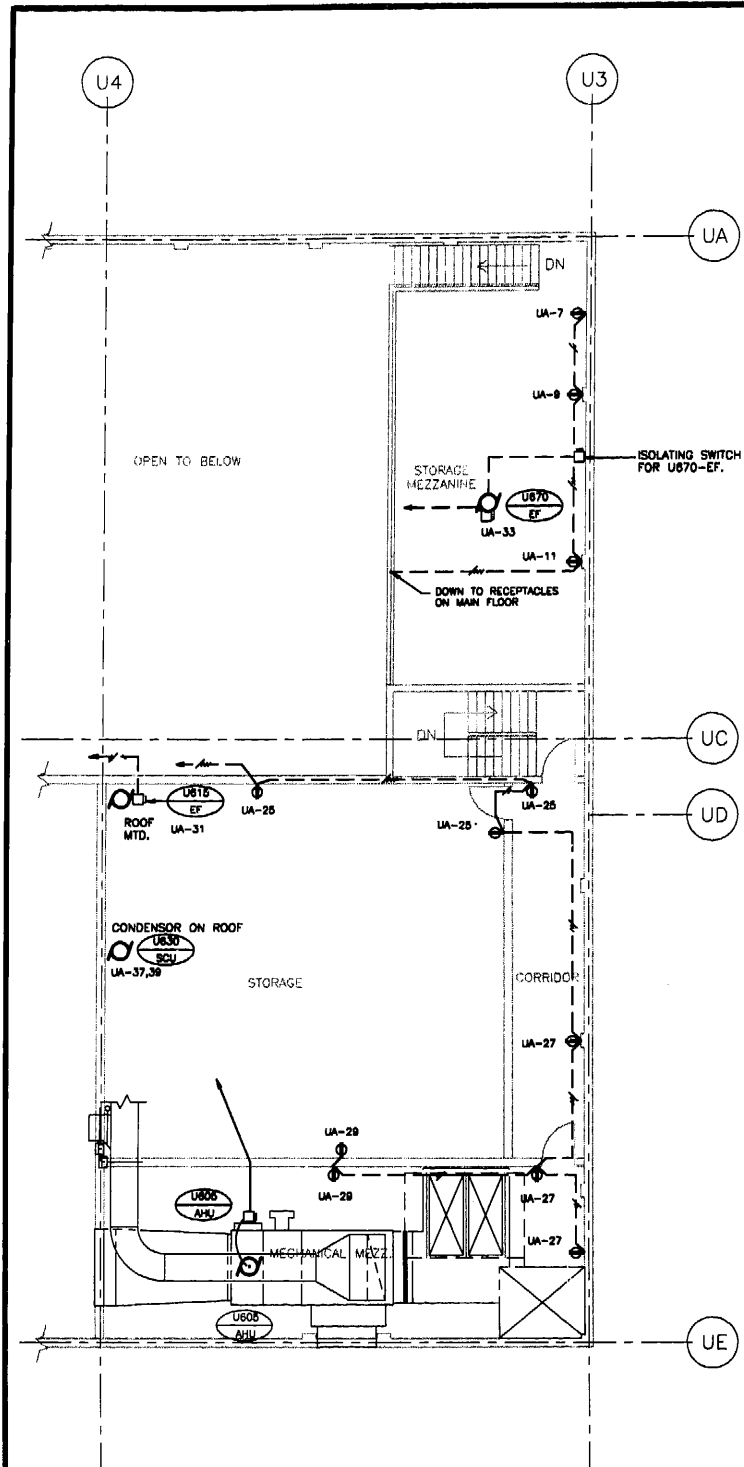 U4
U3
UA
DN
UA-7
UA-9
OPEN TO BELOW
STORAGE
MEZZANINE
ISOLATING SWITCH
FOR U670-EF.
U670
EF
UA-33
UA-11
DOWN TO RECEPTACLES
ON MAIN FLOOR
DN
UC
U615
EF
ROOF
MTD.
UA-31
UA-25
UA-25
UA-25
UD
CONDENSOR ON ROOF
U630
SCU
UA-37,39
STORAGE
CORRIDOR
UA-27
UA-29
UA-29
UA-27
U605
AHU
UA-27
MECHANICAL MEZZ.
U605
AHU
UE